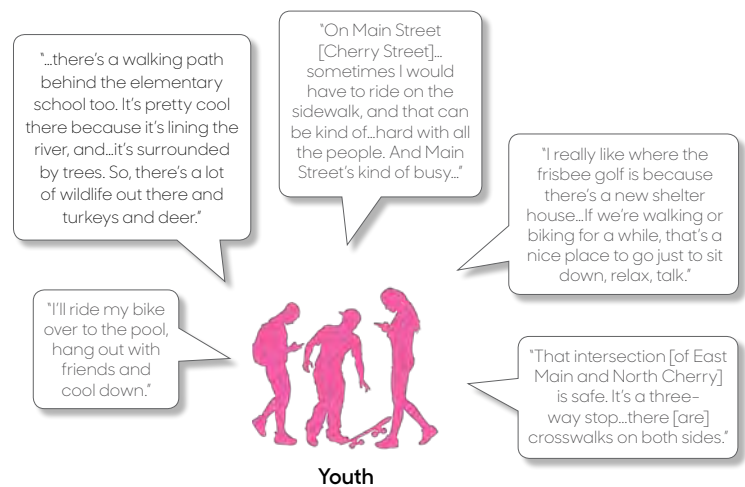 “...there’s a walking path
behind the elementary
school too. It’s pretty cool
there because it’s lining the
river, and...it’s surrounded
by trees. So, there’s a lot
of wildlife out there and
turkeys and deer.”
“On Main Street
[Cherry Street]...
sometimes I would
have to ride on the
sidewalk, and that can
be kind of...hard with all
the people. And Main
Street’s kind of busy...”
“I really like where the
frisbee golf is because
there’s a new shelter
house...If we’re walking or
biking for a while, that’s a
nice place to go just to sit
down, relax, talk.”
“I’ll ride my bike
over to the pool,
hang out with
friends and
cool down.”
“That intersection [of East
Main and North Cherry]
is safe. It’s a three-
way stop...there [are]
crosswalks on both sides.”
Youth